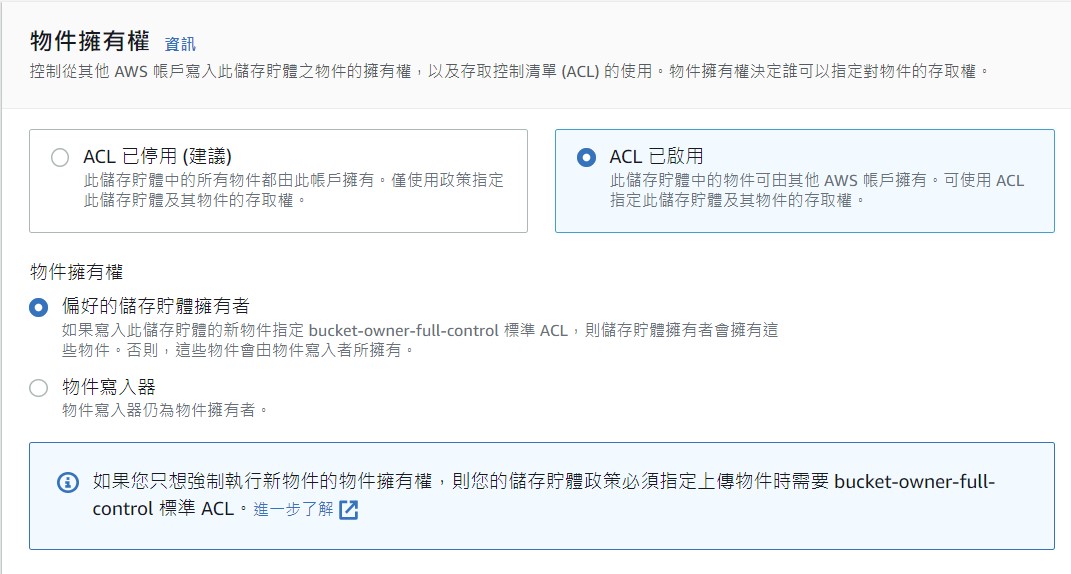 物件擁有權 資訊
控制從其他 AWS 帳戶寫入此儲存貯體之物件的擁有權，以及存取控制清單 (ACL) 的使用。物件擁有權決定誰可以指定對物件的存取權。
ACL 已停用 (建議)
此儲存貯體中的所有物件都由此帳戶擁有。僅使用政策指定
此儲存貯體及其物件的存取權。
ACL 已啟用
此儲存貯體中的物件可由其他 AWS 帳戶擁有。可使用 ACL
指定此儲存貯體及其物件的存取權。
物件擁有權
偏好的儲存貯體擁有者
如果寫入此儲存貯體的新物件指定 bucket-owner-full-control 標準 ACL，則儲存貯體擁有者會擁有這
些物件。否則，這些物件會由物件寫入者所擁有。
物件寫入器
物件寫入器仍為物件擁有者。
如果您只想強制執行新物件的物件擁有權，則您的儲存貯體政策必須指定上傳物件時需要 bucket-owner-full-
control 標準 ACL。進一步了解